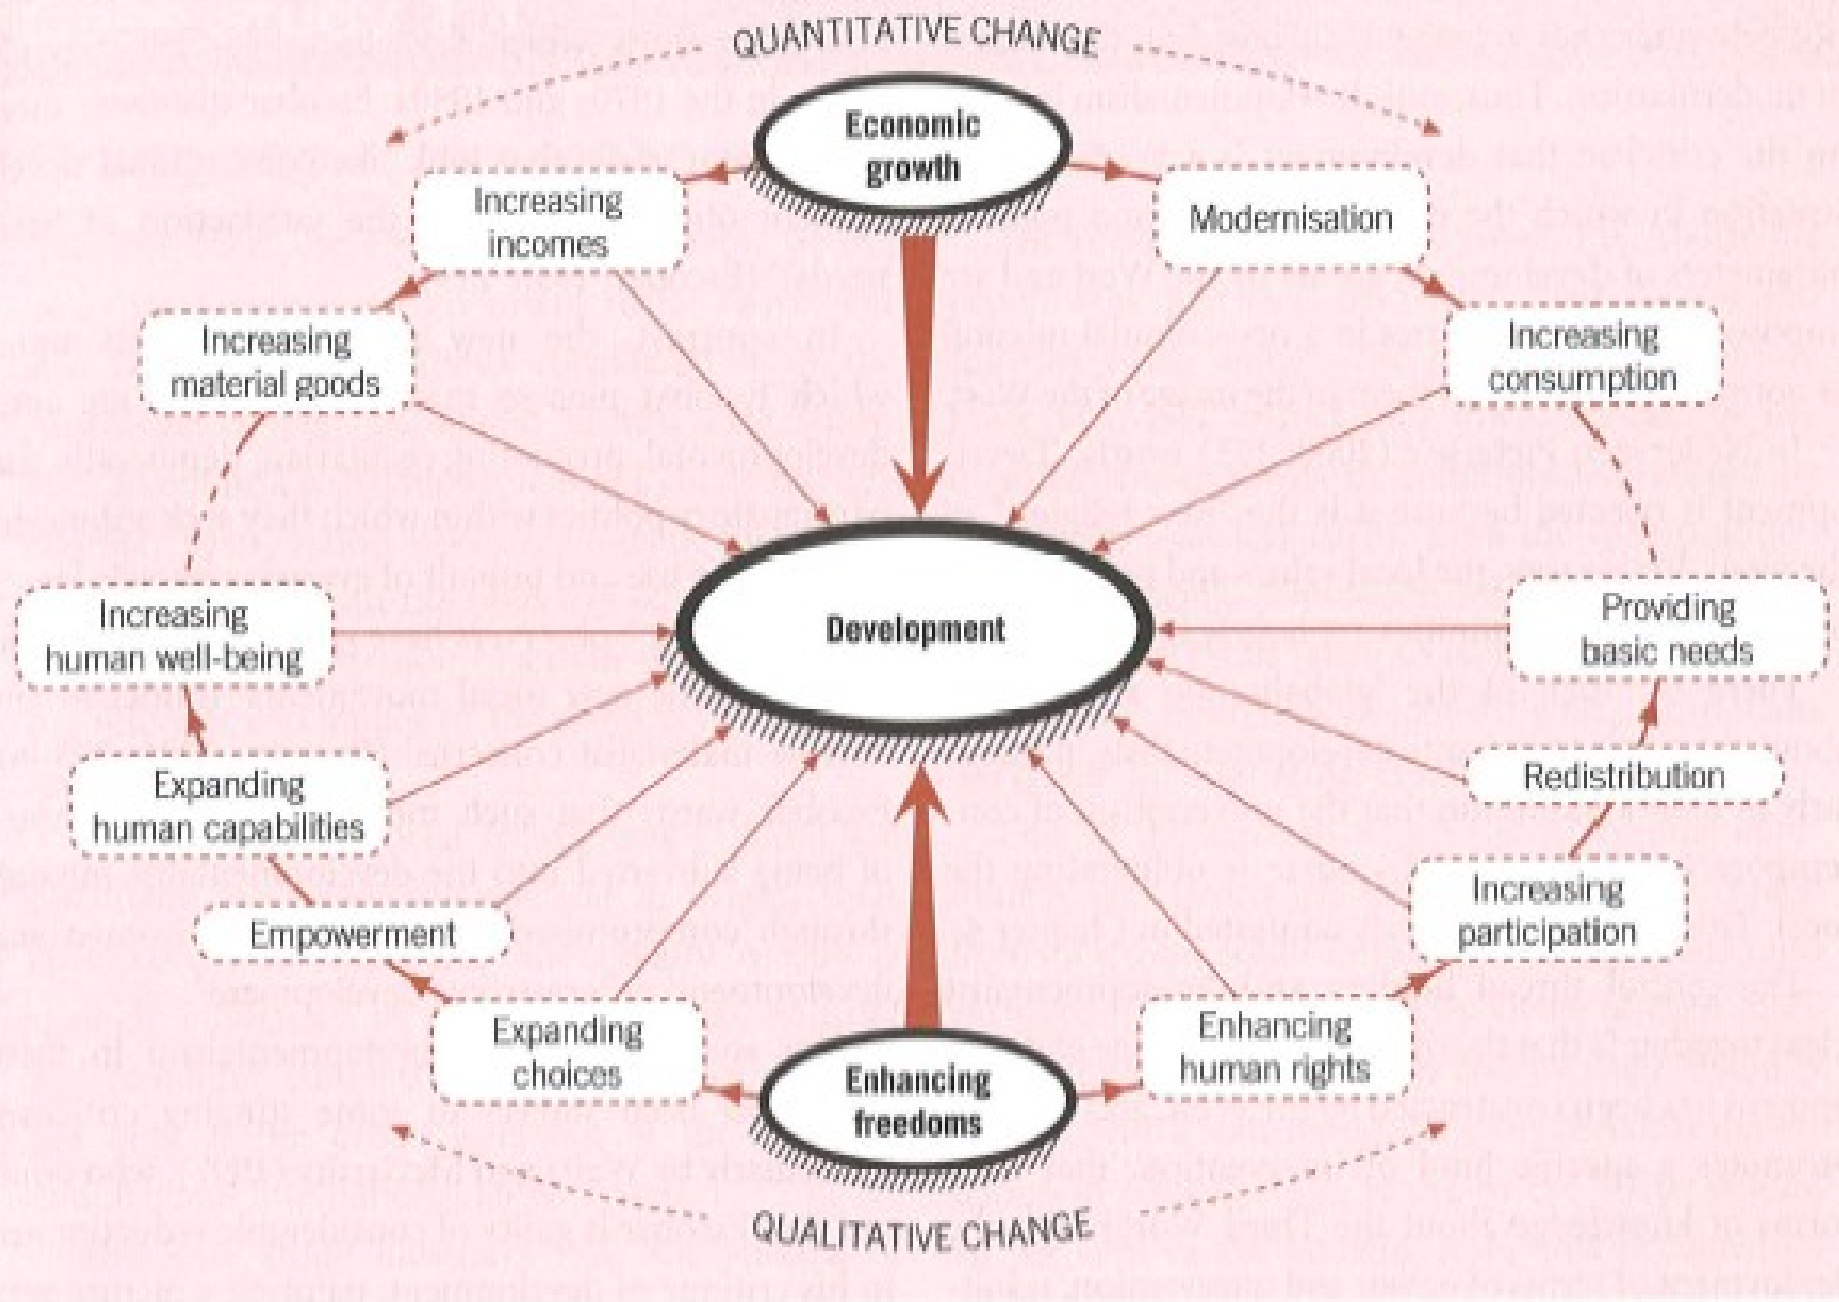 QUANTITATIVE CHANGE
Economic
growth
Increasing
incomes
Modernisation
Increasing
material goods
Increasing
consumption
Increasing
human well-being
Development
Providing
basic needs
Expanding
human capabilities
Redistribution
Empowerment
Increasing
participation
Expanding
choices
Enhancing
freedoms
Enhancing
human rights
QUALITATIVE CHANGE